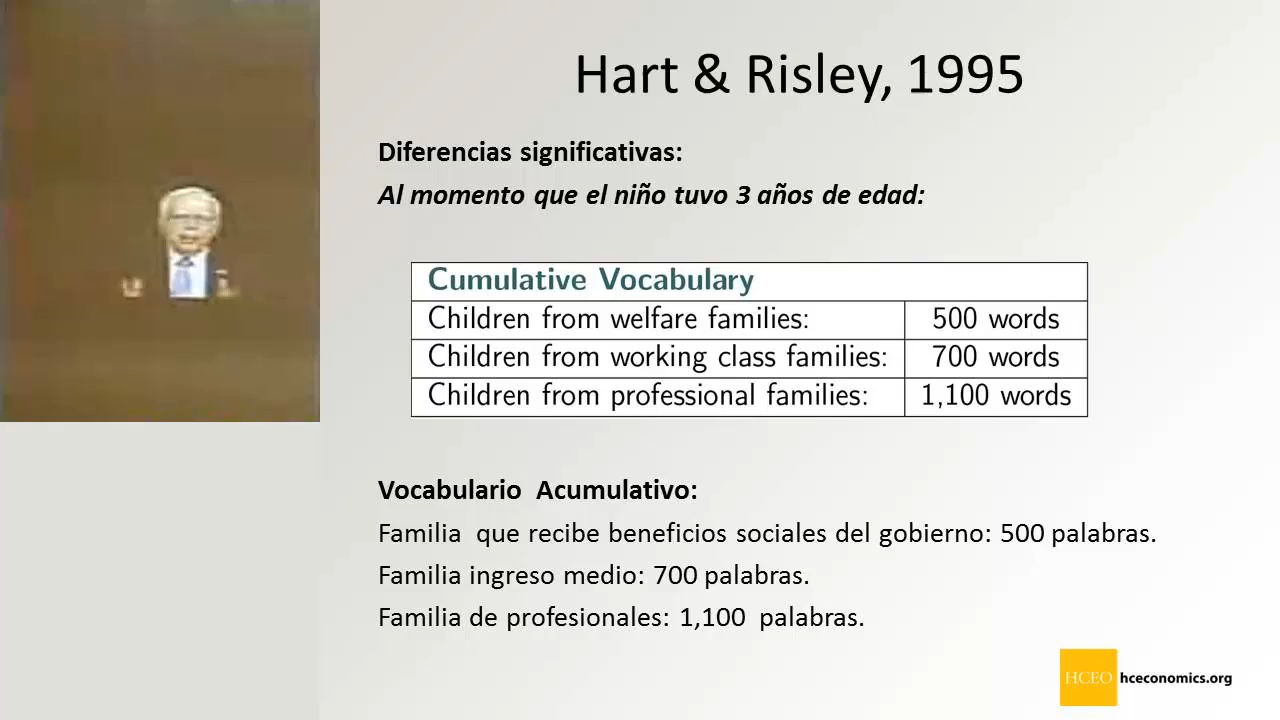 Hart & Risley, 1995
Diferencias significativas:
Al momento que el niño tuvo 3 años de edad:
Cumulative Vocabulary
Children from welfare families: 500 words
Children from working class families: 700 words
Children from professional families: 1,100 words
Vocabulario Acumulativo:
Familia que recibe beneficios sociales del gobierno: 500 palabras.
Familia ingreso medio: 700 palabras.
Familia de profesionales: 1,100 palabras.
HCEO hceconomics.org